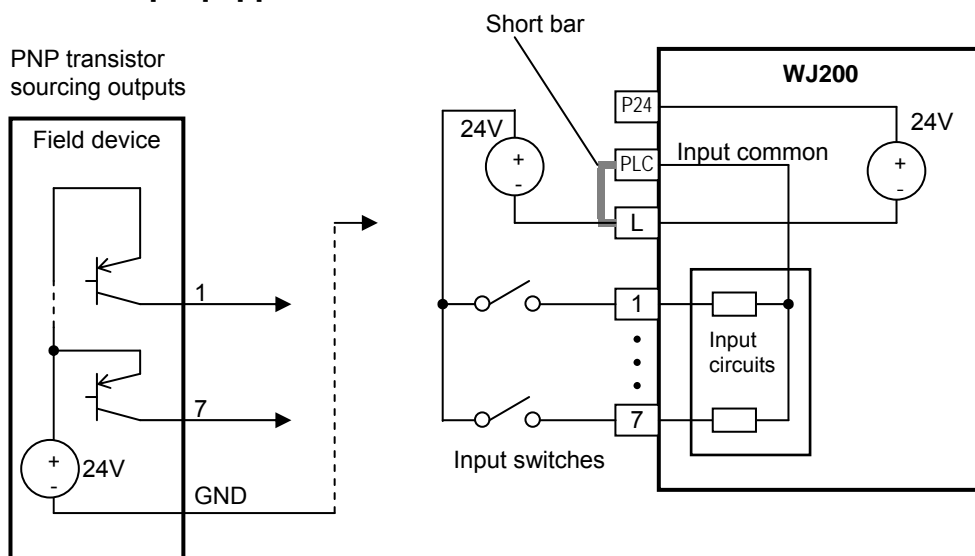 Short bar
PNP transistor
sourcing outputs
Field device
1
7
+
-
24V
GND
24V
+
-
P24
PLC
L
1
7
Input switches
WJ200
Input common
24V
+
-
Input
circuits